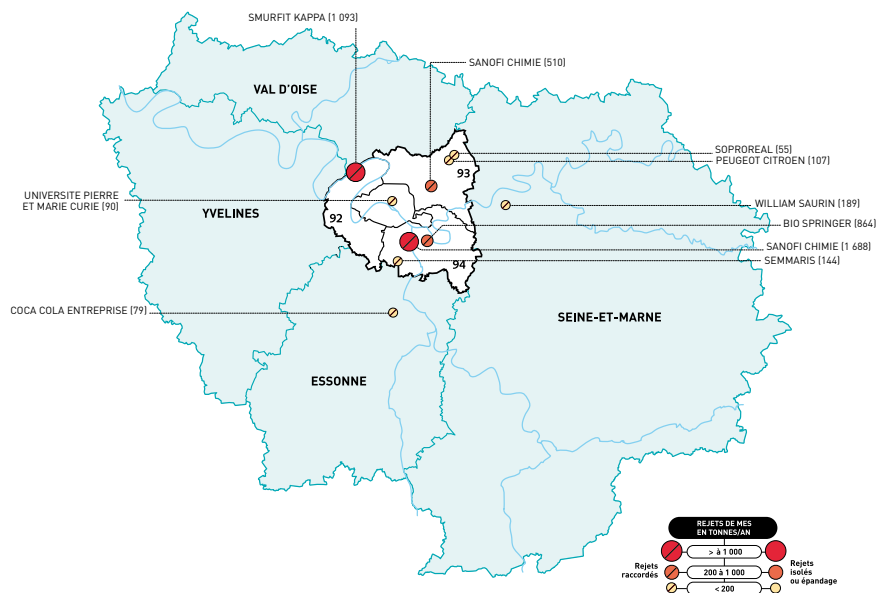 SMURFIT KAPPA (1 093)
SANOFI CHIMIE (510)
VAL D'OISE
SOPROREAL (55)
PEUGEOT CITROEN (107)
93
UNIVERSITE PIERRE
ET MARIE CURIE (90)
YVELINES
92
WILLIAM SAURIN (189)
BIO SPRINGER (864)
SANOFI CHIMIE (1 688)
SEMMARIS (144)
94
COCA COLA ENTREPRISE (79)
SEINE-ET-MARNE
ESSONNE
REJETS DE MES
EN TONNES/AN
> à 1 000
Rejets
raccordés
200 à 1000
Rejets
isolés
ou épandage
< 200